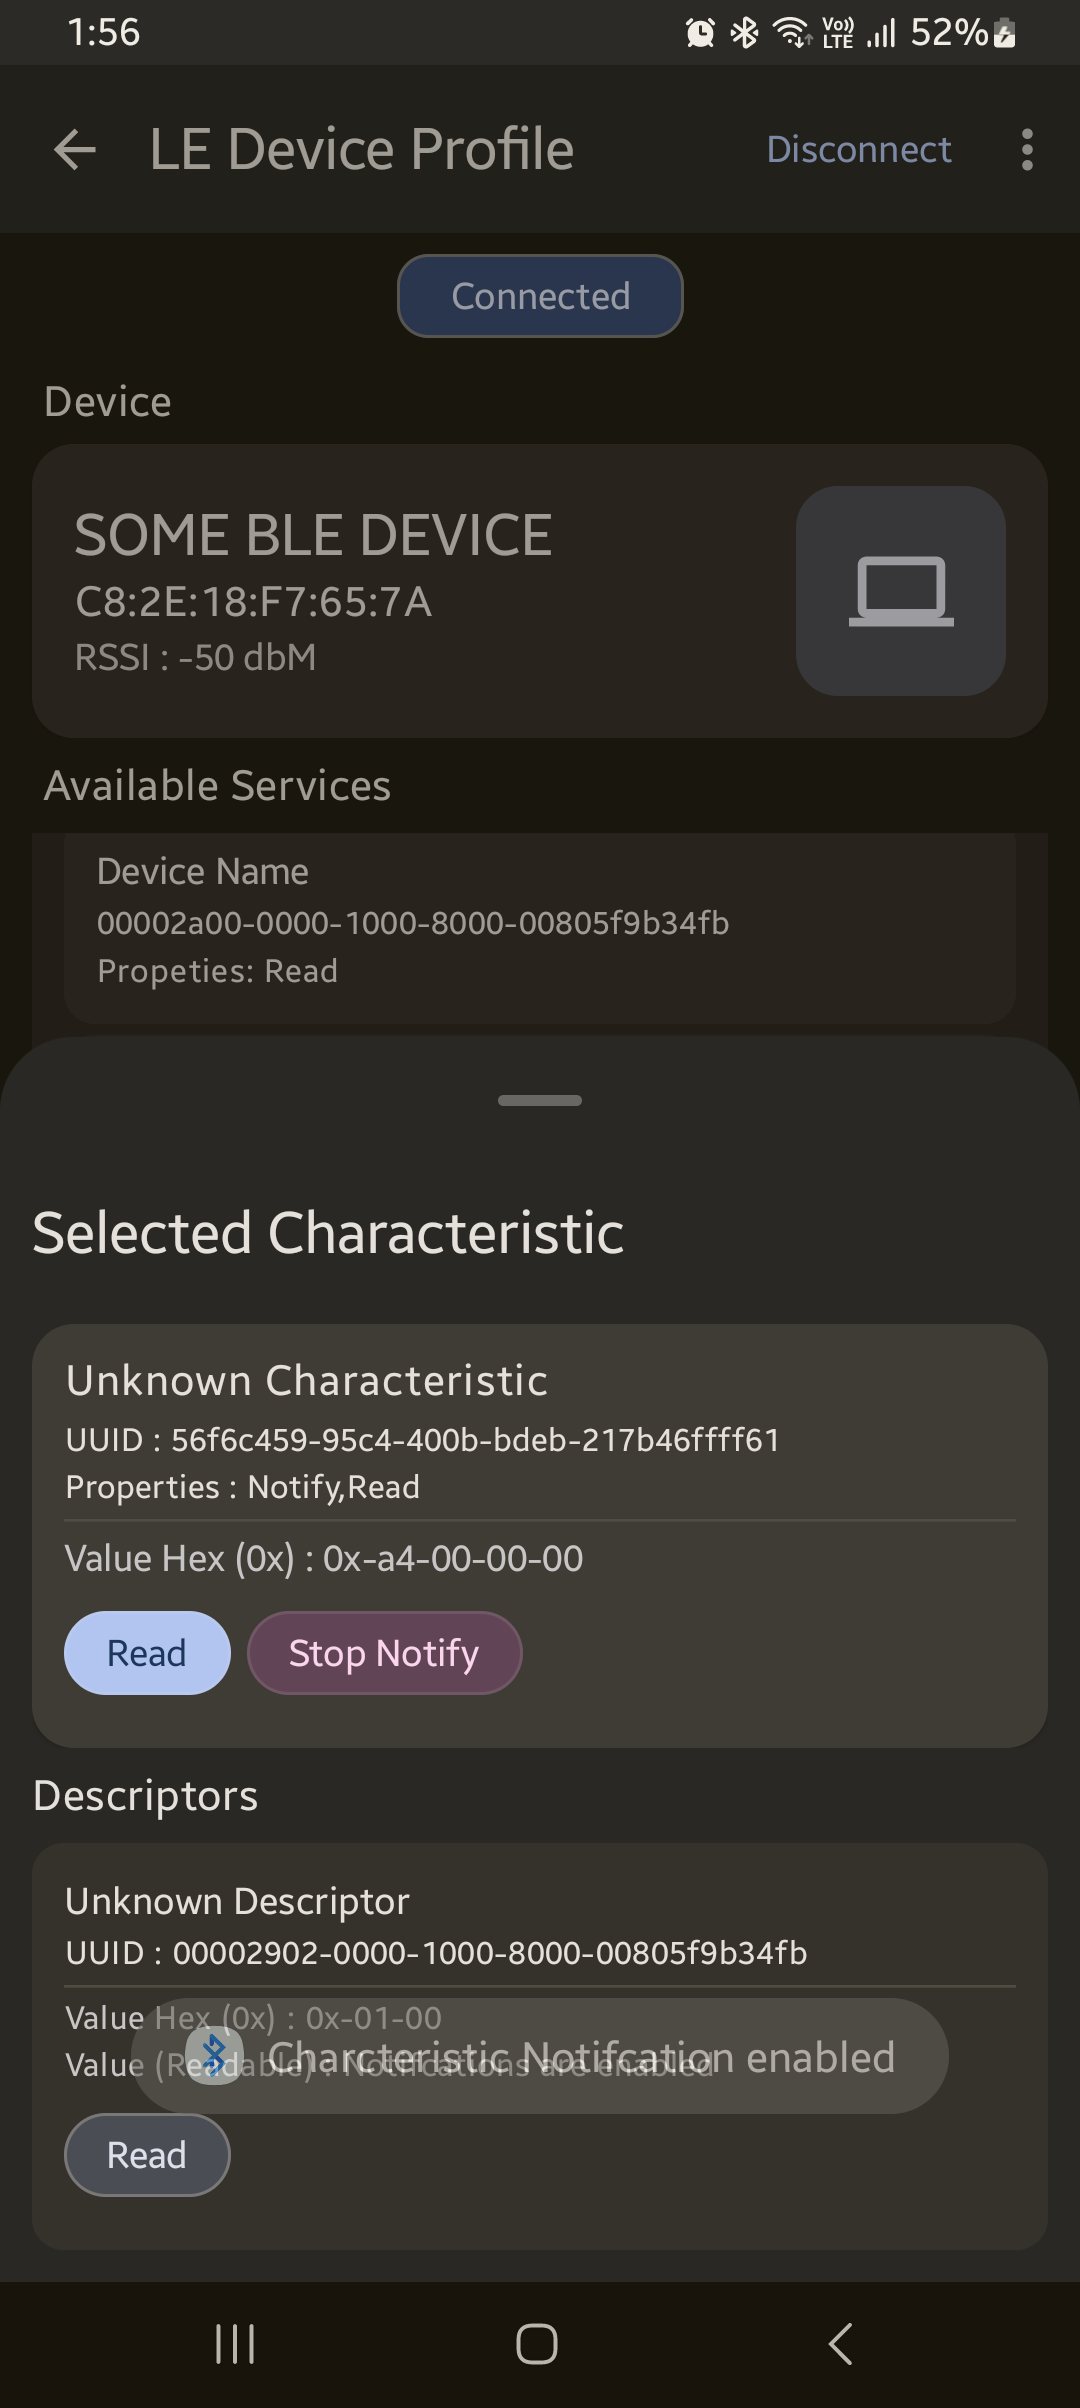 1:56
Vo))
LTE
52%
LE Device Profile
Disconnect
Connected
Device
SOME BLE DEVICE
C8:2E:18:F7:65:7A
RSSI : -50 dbM
Available Services
Device Name
00002a00-0000-1000-8000-00805f9b34fb
Propeties: Read
Selected Characteristic
Unknown Characteristic
UUID : 56f6c459-95c4-400b-bdeb-217b46ffff61
Properties : Notify,Read
Value Hex (0x) : 0x-a4-00-00-00
Read
Stop Notify
Descriptors
Unknown Descriptor
UUID : 00002902-0000-1000-8000-00805f9b34fb
Value Hex (0x) : 0x-01-00
Charcteristic Notifcation enabled
Value (Readable) : Notifcations are enabled
Read